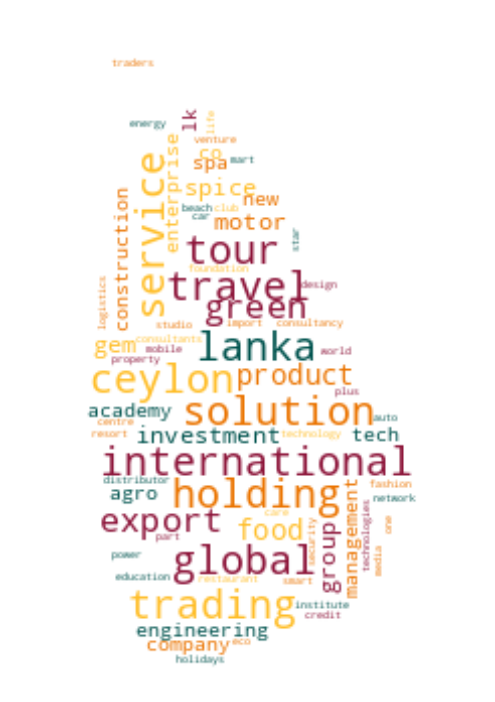 traders
energy
lk
life
venture
co
spa
mart
enterprise
service
spice
new
beach
club
car
motor
construction
star
tour
foundation
travel
design
logistics
green
studio
import
consultancy
lanka
gem
consultants
mobile
world
property
ceylon
product
plus
academy
solution
auto
centre
resort
investment
technology
tech
international
distributor
holding
fashion
agro
network
management
export
care
food
one
technologies
part
security
group
media
global
power
education
restaurant
smart
trading
institute
credit
engineering
company
eco
holidays